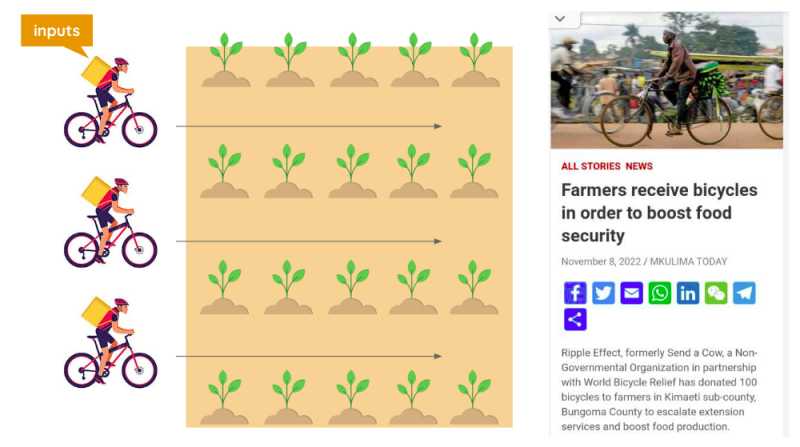 inputs
ALL STORIES NEWS
Farmers receive bicycles
in order to boost food
security
November 8, 2022 / MKULIMA TODAY
Ripple Effect, formerly Send a Cow, a Non-
Governmental Organization in partnership
with World Bicycle Relief has donated 100
bicycles to farmers in Kimaeti sub-county,
Bungoma County to escalate extension
services and boost food production.